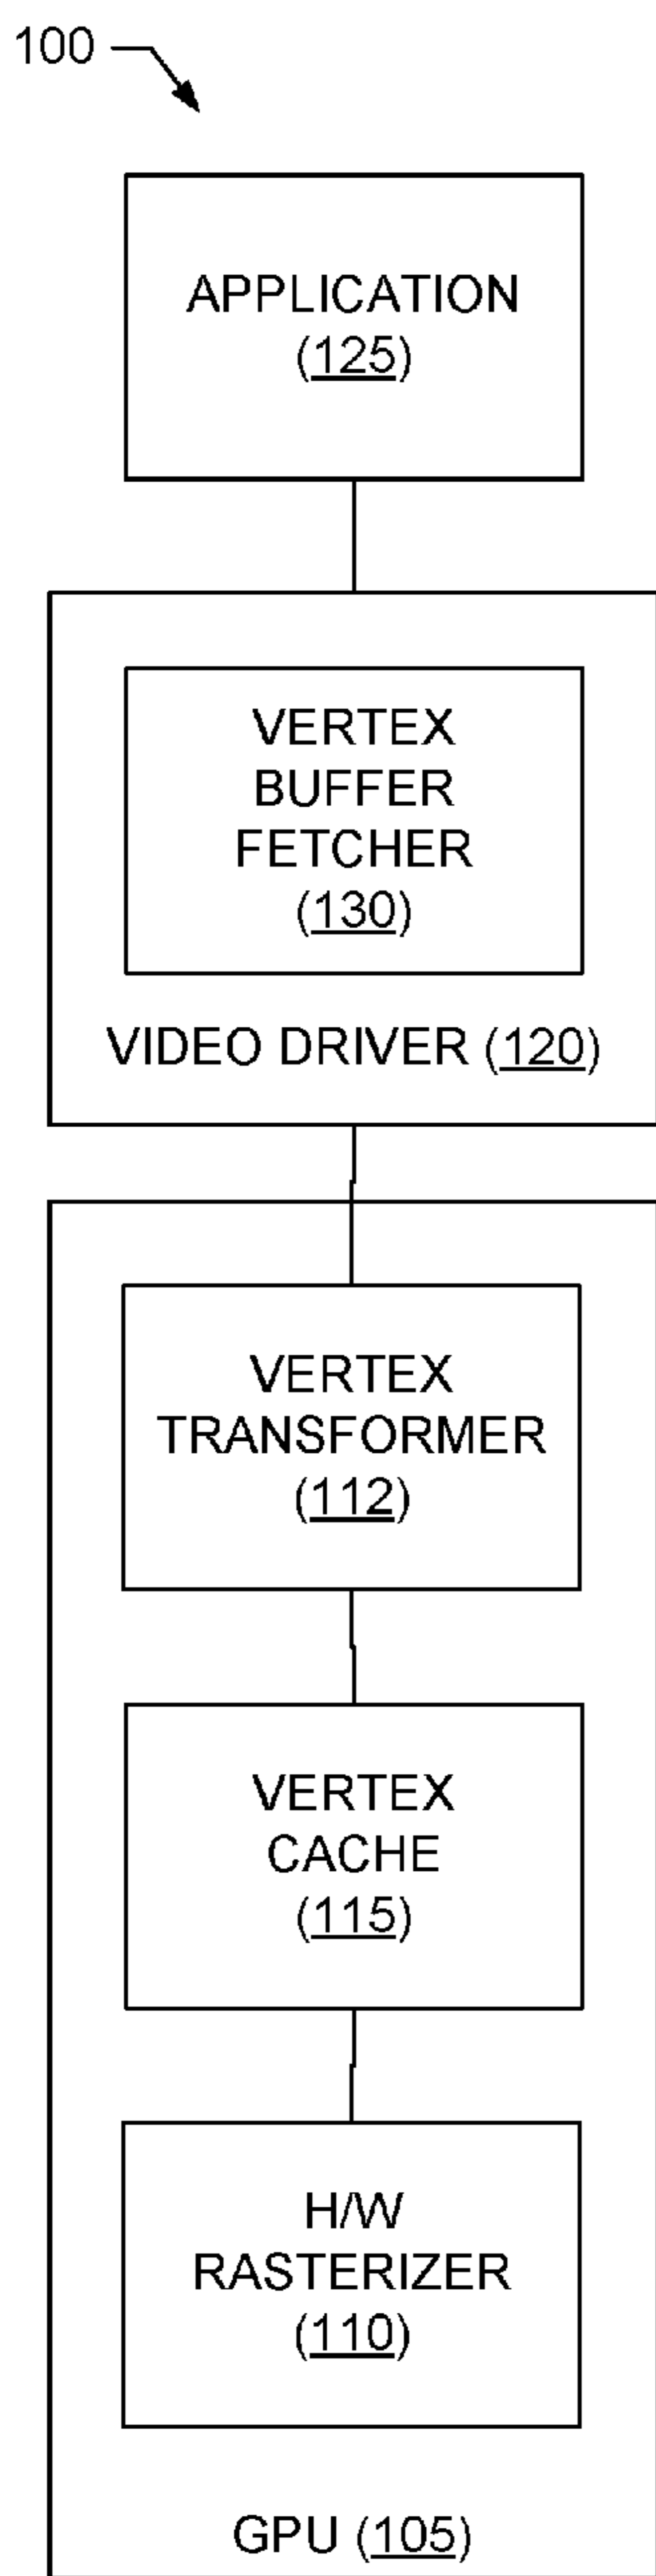 100
APPLICATION
(125)
VERTEX
BUFFER
FETCHER
(130)
VIDEO DRIVER (120)
VERTEX
TRANSFORMER
(112)
VERTEX
CACHE
(115)
H/W
RASTERIZER
(110)
GPU (105)